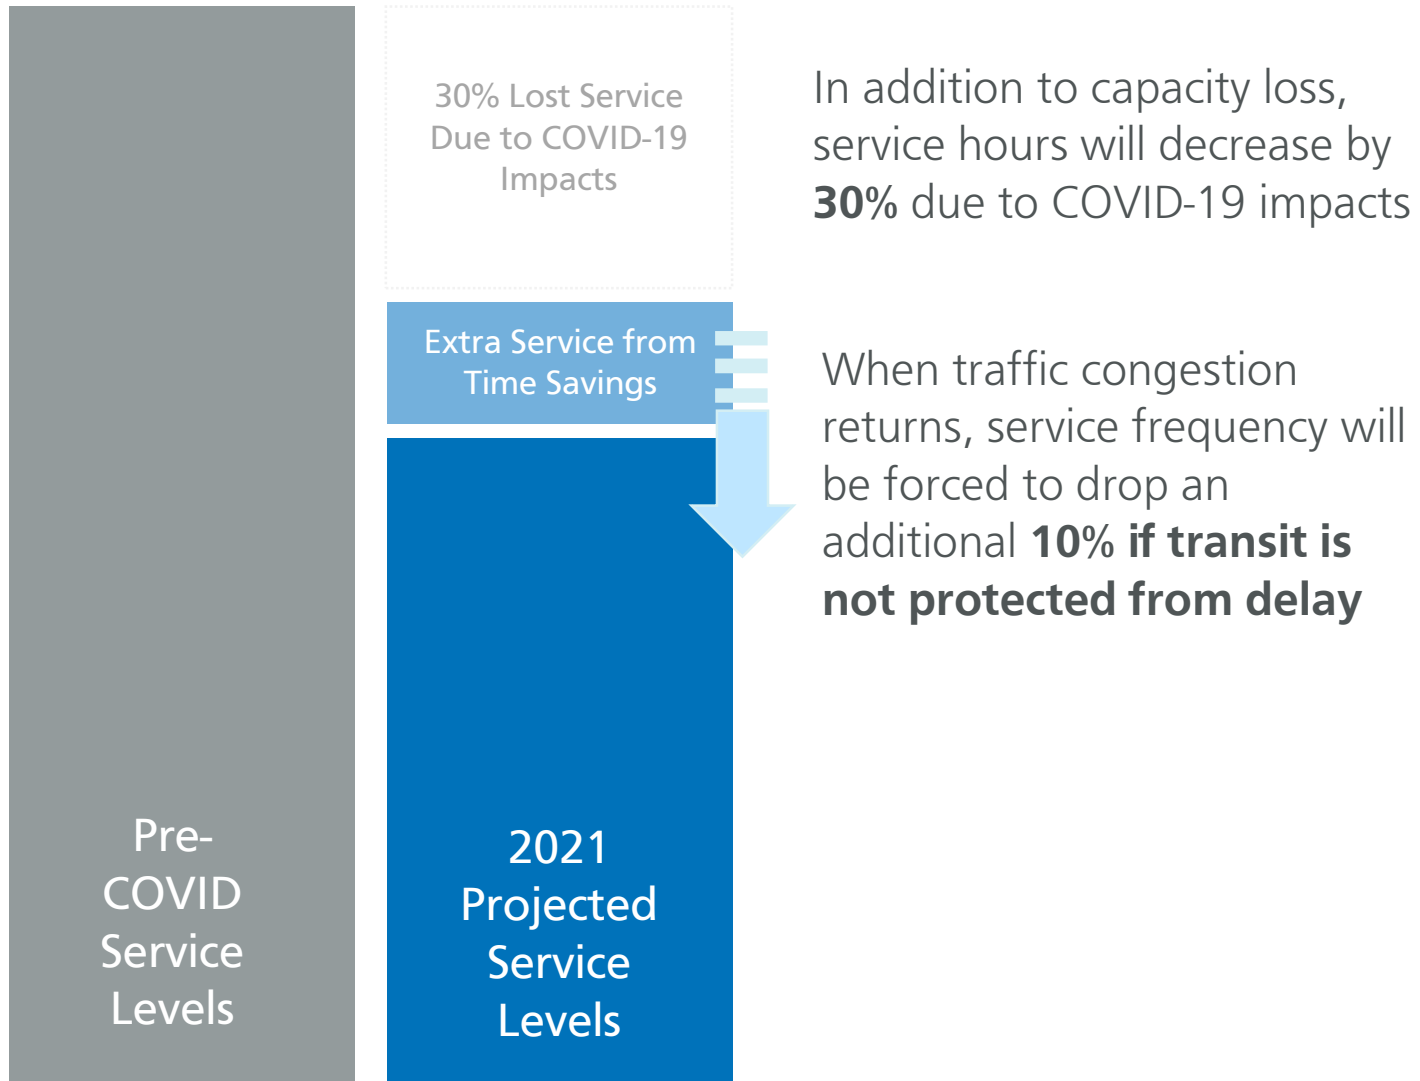 30% Lost Service
Due to COVID-19
Impacts
In addition to capacity loss,
service hours will decrease by
30% due to COVID-19 impacts
Extra Service from
Time Savings
When traffic congestion
returns, service frequency will
be forced to drop an
additional 10% if transit is
not protected from delay
Pre-
COVID
Service
Levels
2021
Projected
Service
Levels